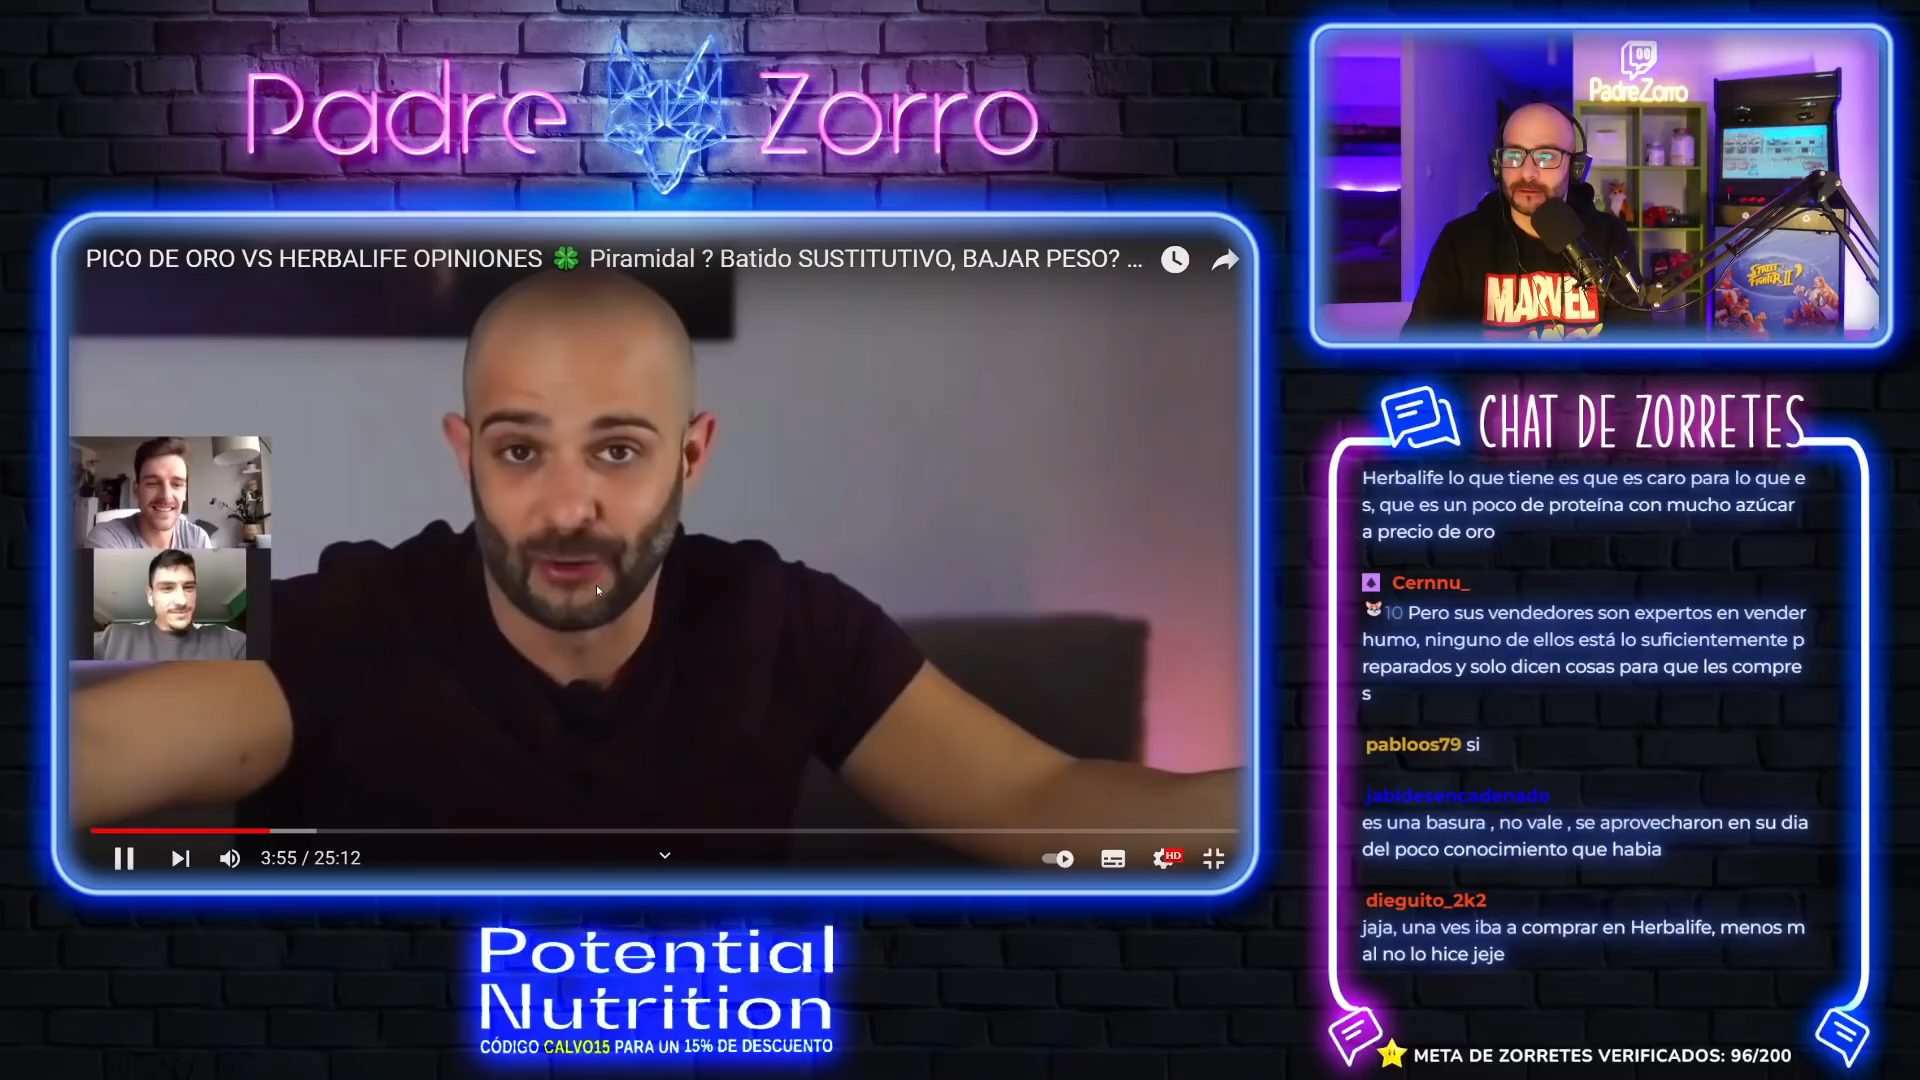 Padre Zorro
PICO DE ORO VS HERBALIFE OPINIONES 🍀 Piramidal ? Batido SUSTITUTIVO, BAJAR PESO? ...
3:55 / 25:12
HD
Potential
Nutrition
CÓDIGO CALVO15 PARA UN 15% DE DESCUENTO
PadreZorro
MARVEL
STREET
FIGHTER II
CHAT DE ZORRETES
Herbalife lo que tiene es que es caro para lo que e
s, que es un poco de proteína con mucho azúcar
a precio de oro
Cernnu_
10 Pero sus vendedores son expertos en vender
humo, ninguno de ellos está lo suficientemente p
reparados y solo dicen cosas para que les compre
s
pabloos79 si
jabidesencadenado
es una basura , no vale , se aprovecharon en su dia
del poco conocimiento que habia
dieguito_2k2
jaja, una ves iba a comprar en Herbalife, menos m
al no lo hice jeje
META DE ZORRETES VERIFICADOS: 96/200